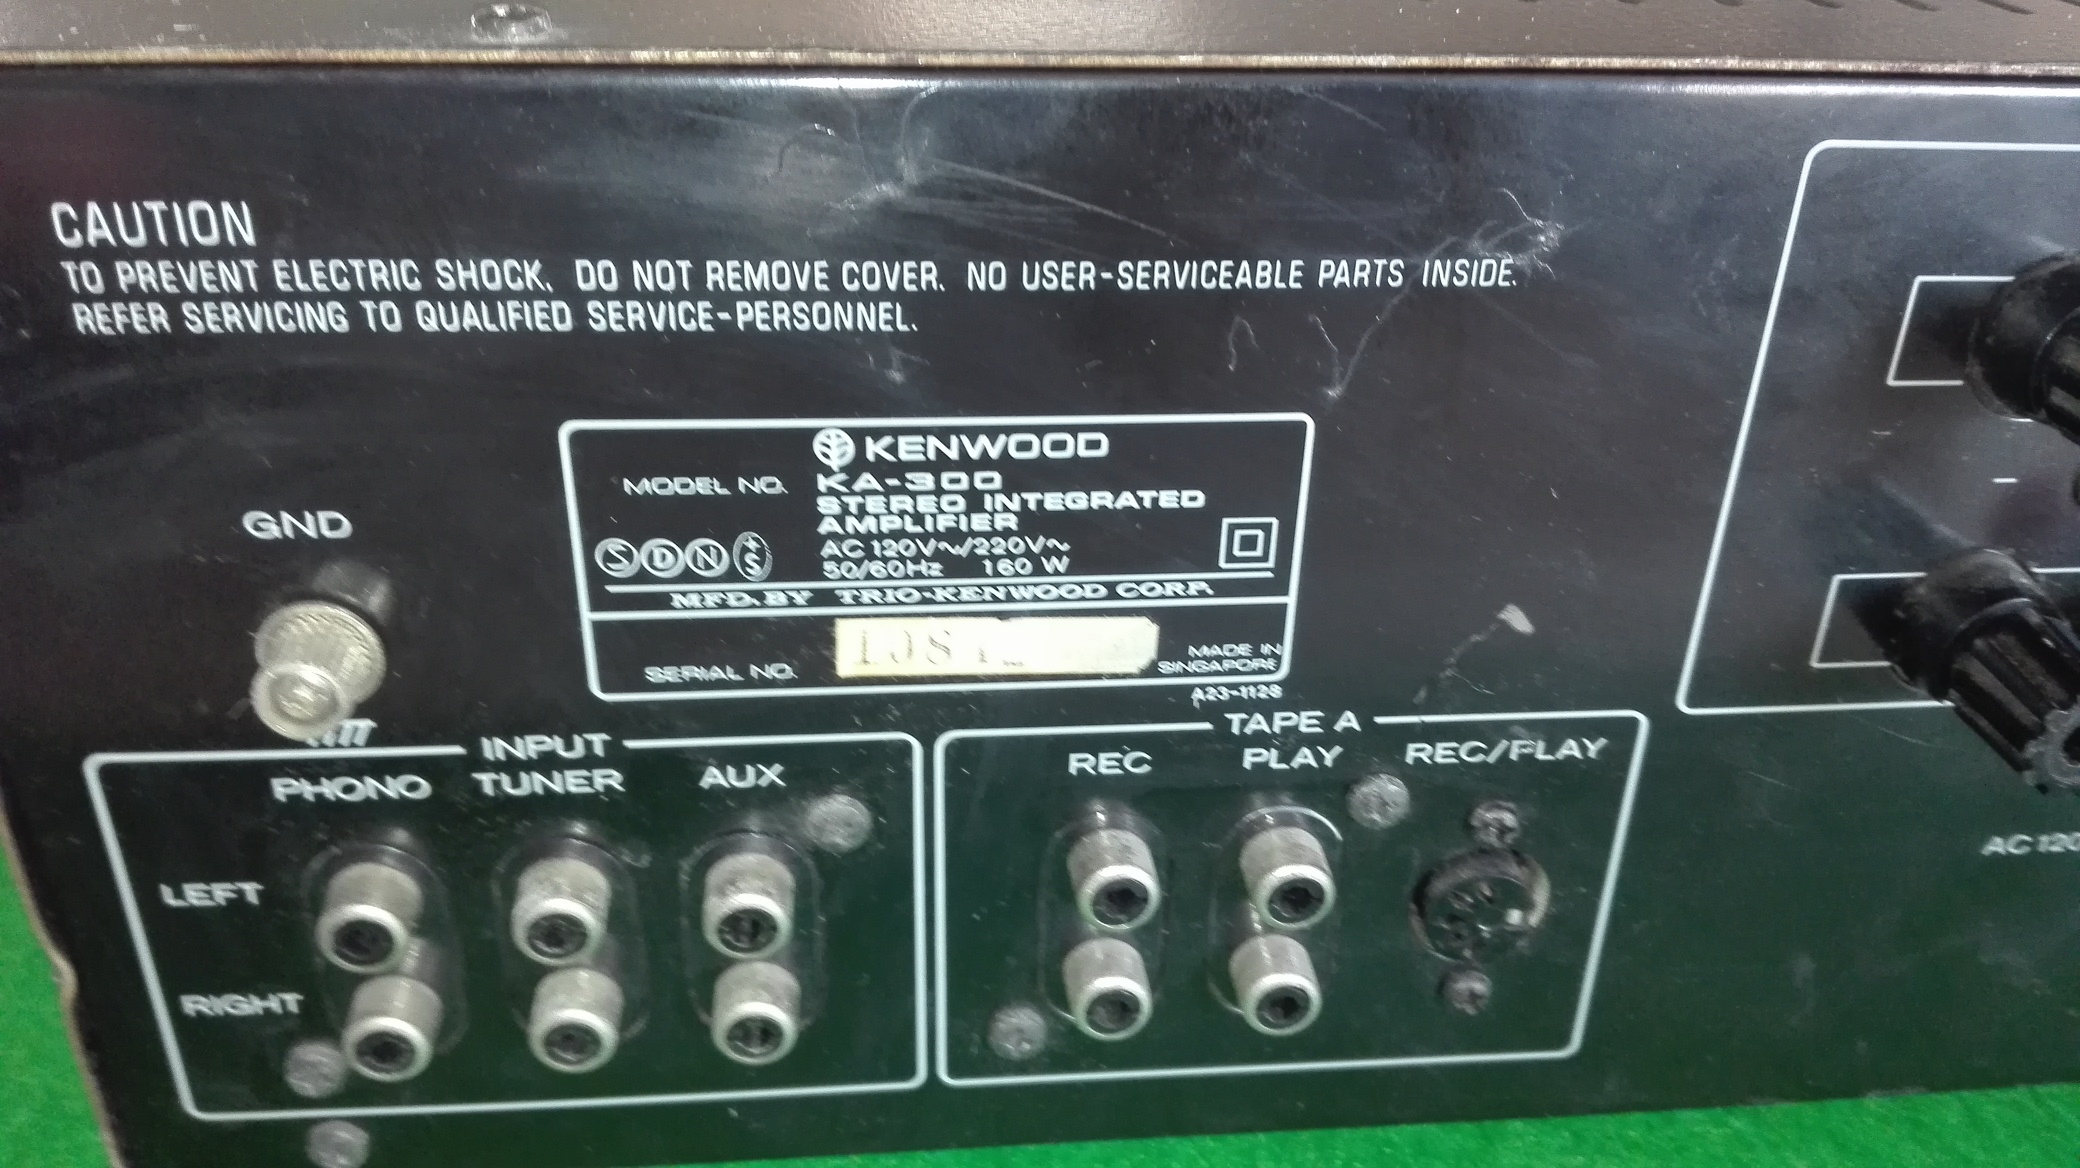 CAUTION
TO PREVENT ELECTRIC SHOCK. DO NOT REMOVE COVER. NO USER-SERVICEABLE PARTS INSIDE.
REFER SERVICING TO QUALIFIED SERVICE-PERSONNEL.
KENWOOD
MODEL NO. KA-300
STEREO INTEGRATED
AMPLIFIER
S D N +S
AC 120V~/220V~
50/60Hz 160 W
MFD. BY TRIO-KENWOOD CORP.
SERIAL NO.
MADE IN
SINGAPORE
A23-1128
GND
INPUT
PHONO TUNER AUX
LEFT
RIGHT
TAPE A
REC PLAY REC/PLAY
AC 120